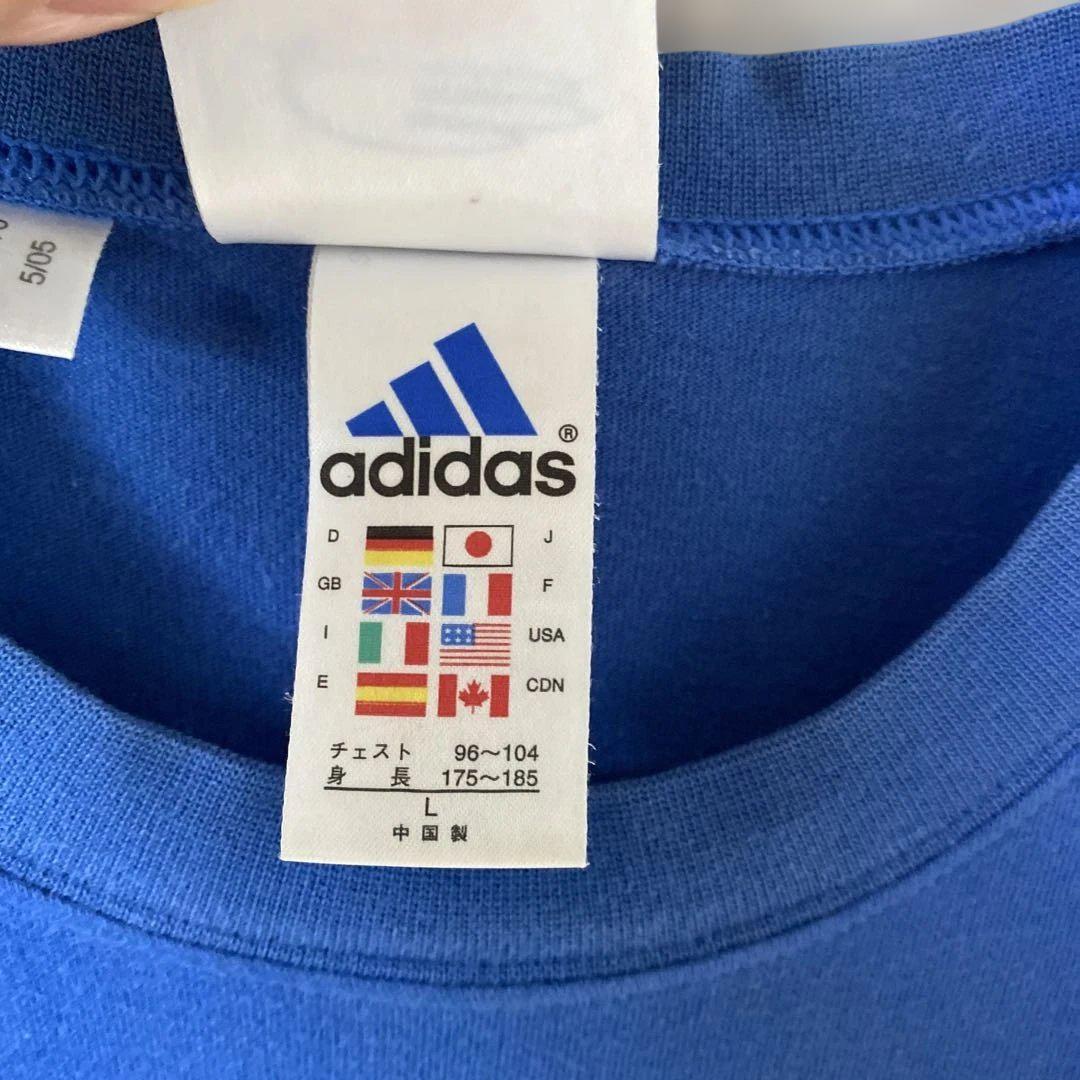 5/05
adidas®
D J
GB F
I USA
E CDN
チェスト 96～104
身長 175～185
L
中国製